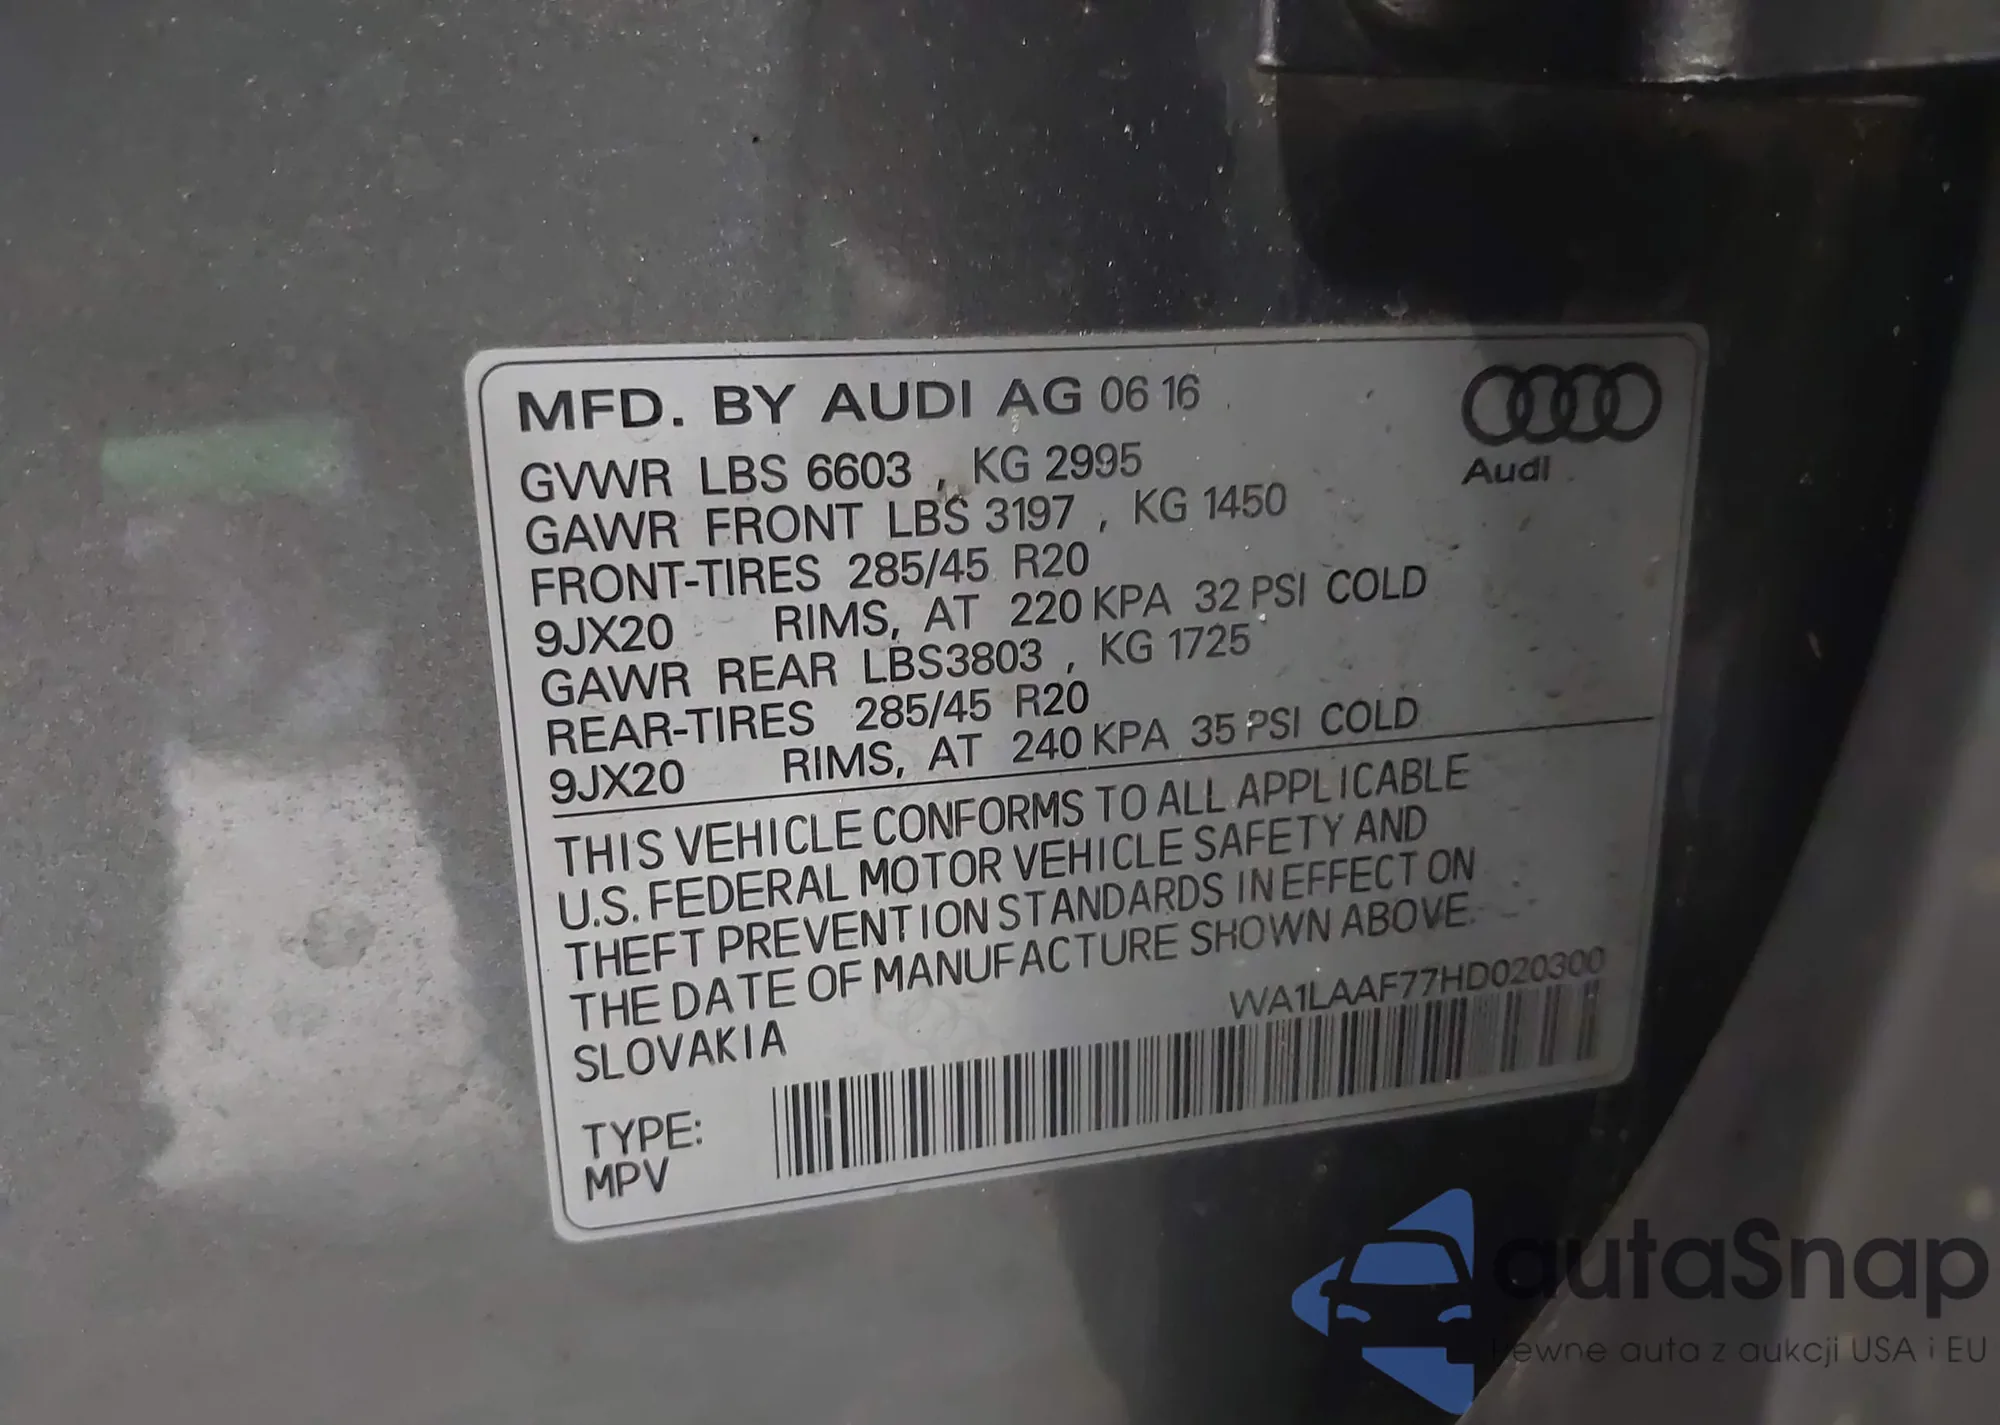 MFD. BY AUDI AG 06 16
Audi
GVWR LBS 6603 , KG 2995
GAWR FRONT LBS 3197 , KG 1450
FRONT-TIRES 285/45 R20
9JX20 RIMS, AT 220 KPA 32 PSI COLD
GAWR REAR LBS3803 , KG 1725
REAR-TIRES 285/45 R20
9JX20 RIMS, AT 240 KPA 35 PSI COLD
THIS VEHICLE CONFORMS TO ALL APPLICABLE
U.S. FEDERAL MOTOR VEHICLE SAFETY AND
THEFT PREVENTION STANDARDS IN EFFECT ON
THE DATE OF MANUFACTURE SHOWN ABOVE.
SLOVAKIA
WA1LAAF77HD020300
TYPE:
MPV
autaSnap
Pewne auta z aukcji USA i EU